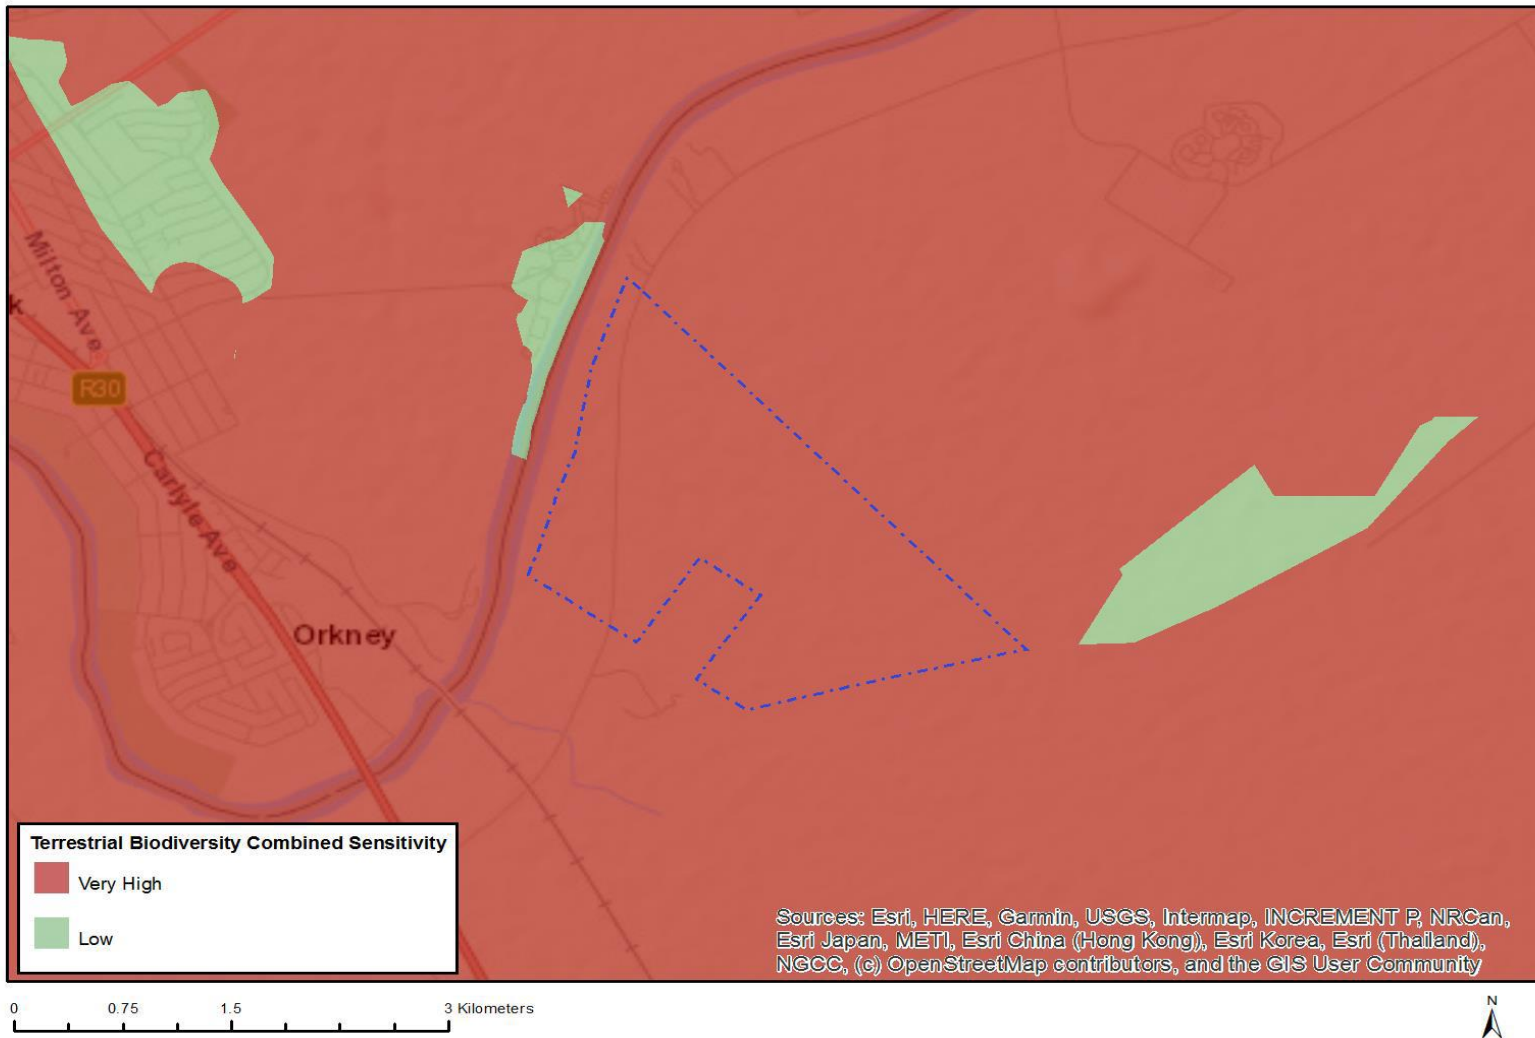 Milton Ave
k
R30
Carlyle Ave
Orkney
Terrestrial Biodiversity Combined Sensitivity
Very High
Low
Sources: Esri, HERE, Garmin, USGS, Intermap, INCREMENT P, NRCan,
Esri Japan, METI, Esri China (Hong Kong), Esri Korea, Esri (Thailand),
NGCC, (c) OpenStreetMap contributors, and the GIS User Community
0 0.75 1.5 3 Kilometers
N